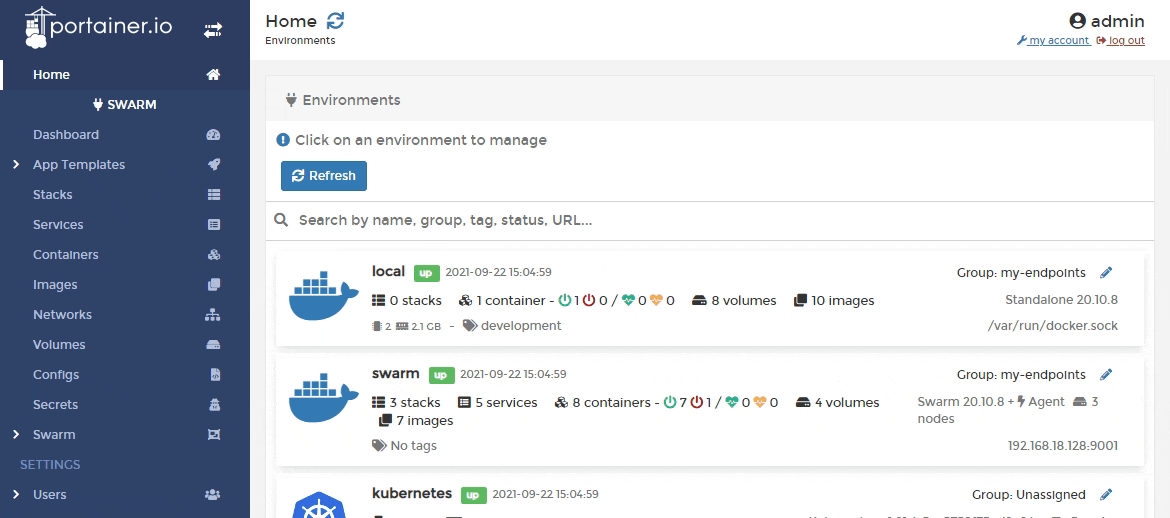 portainer.io
Home
SWARM
Dashboard
App Templates
Stacks
Services
Containers
Images
Networks
Volumes
Configs
Secrets
Swarm
SETTINGS
Users
Home
Environments
admin
my account log out
Environments
Click on an environment to manage
Refresh
Search by name, group, tag, status, URL...
local up 2021-09-22 15:04:59 Group: my-endpoints
0 stacks 1 container - 1 0 / 0 0 8 volumes 10 images Standalone 20.10.8
2 2.1 GB - development /var/run/docker.sock
swarm up 2021-09-22 15:04:59 Group: my-endpoints
3 stacks 5 services 8 containers - 7 1 / 0 0 4 volumes Swarm 20.10.8 + Agent 3
7 images nodes
No tags 192.168.18.128:9001
kubernetes up 2021-09-22 15:04:59 Group: Unassigned